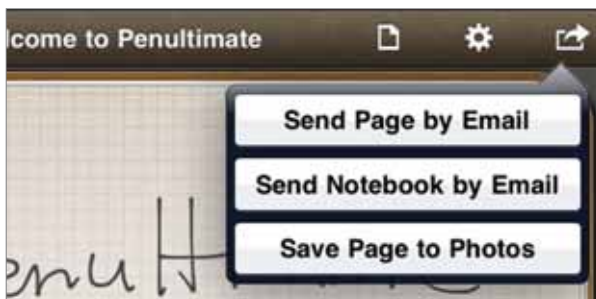 lcome to Penultimate
Send Page by Email
Send Notebook by Email
Save Page to Photos